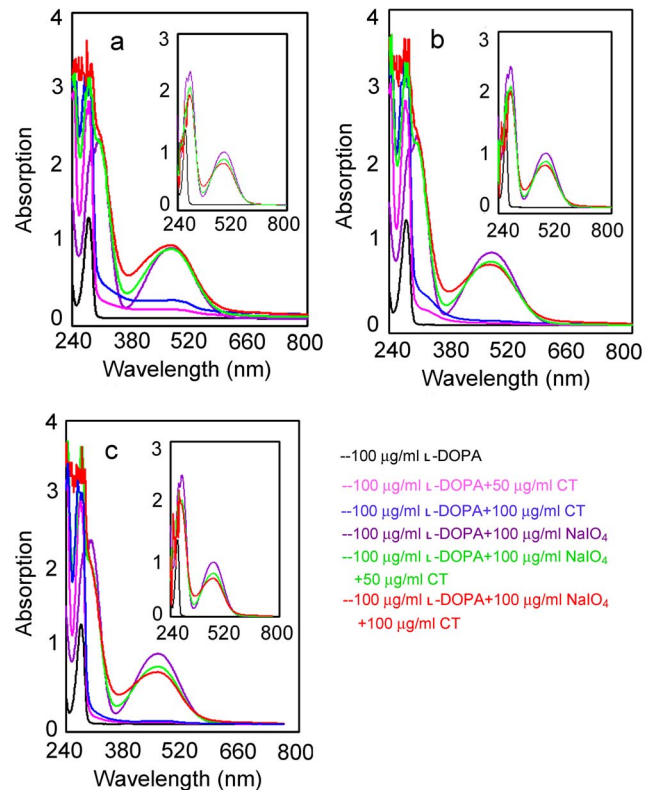 a
Absorption
4
3
2
1
0
240 380 520 660 800
Wavelength (nm)
3
2
1
0
240 520 800
b
Absorption
4
3
2
1
0
240 380 520 660 800
Wavelength (nm)
3
2
1
0
240 520 800
c
Absorption
4
3
2
1
0
240 380 520 660 800
Wavelength (nm)
3
2
1
0
240 520 800
--100 µg/ml ʟ-DOPA
--100 µg/ml ʟ-DOPA+50 µg/ml CT
--100 µg/ml ʟ-DOPA+100 µg/ml CT
--100 µg/ml ʟ-DOPA+100 µg/ml NaIO₄
--100 µg/ml ʟ-DOPA+100 µg/ml NaIO₄
+50 µg/ml CT
--100 µg/ml ʟ-DOPA+100 µg/ml NaIO₄
+100 µg/ml CT